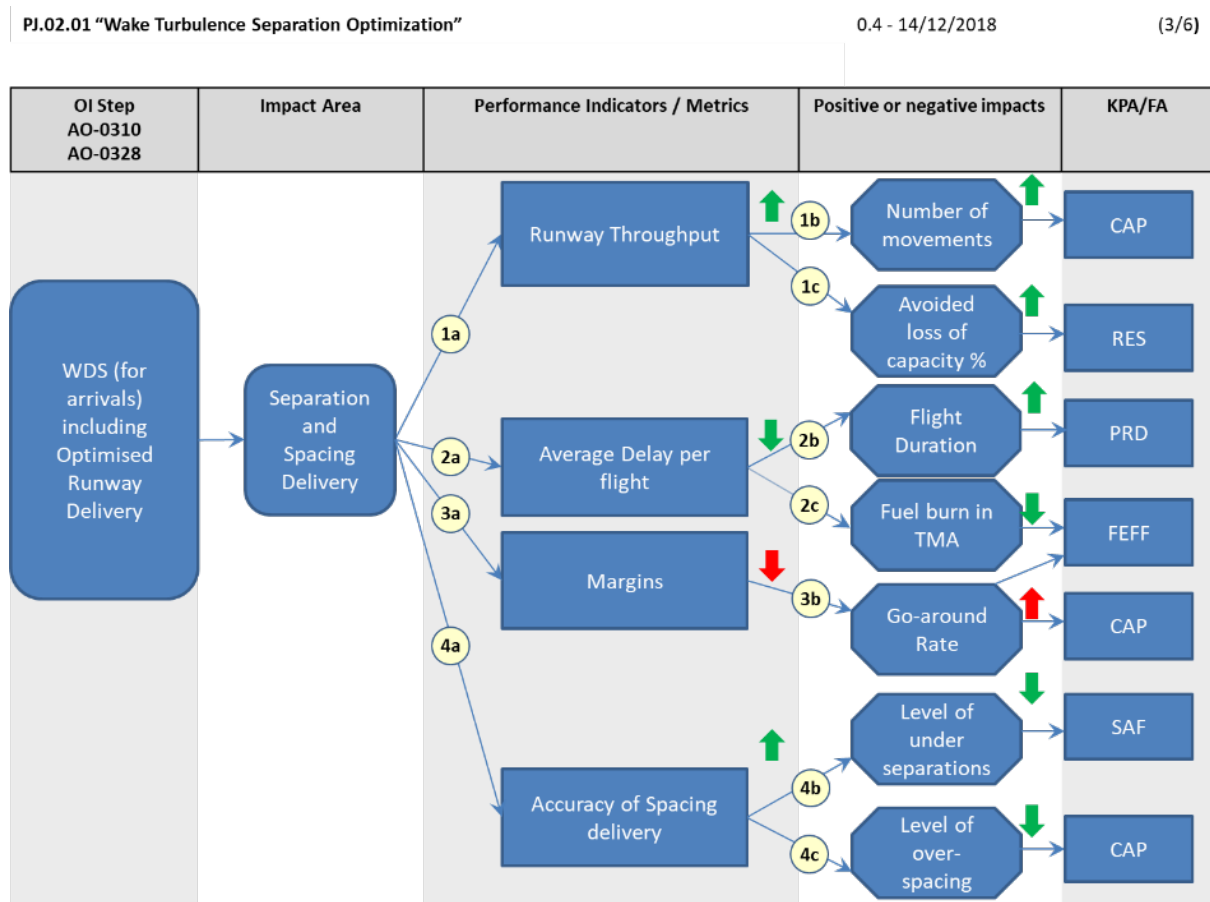 PJ.02.01 “Wake Turbulence Separation Optimization”
0.4 - 14/12/2018
(3/6)
OI Step
AO-0310
AO-0328
Impact Area
Performance Indicators / Metrics
Positive or negative impacts
KPA/FA
WDS (for
arrivals)
including
Optimised
Runway
Delivery
Separation
and
Spacing
Delivery
1a
2a
3a
4a
Runway Throughput
Average Delay per
flight
Margins
Accuracy of Spacing
delivery
1b
1c
2b
2c
3b
4b
4c
Number of
movements
Avoided
loss of
capacity %
Flight
Duration
Fuel burn in
TMA
Go-around
Rate
Level of
under
separations
Level of
over-
spacing
CAP
RES
PRD
FEFF
CAP
SAF
CAP